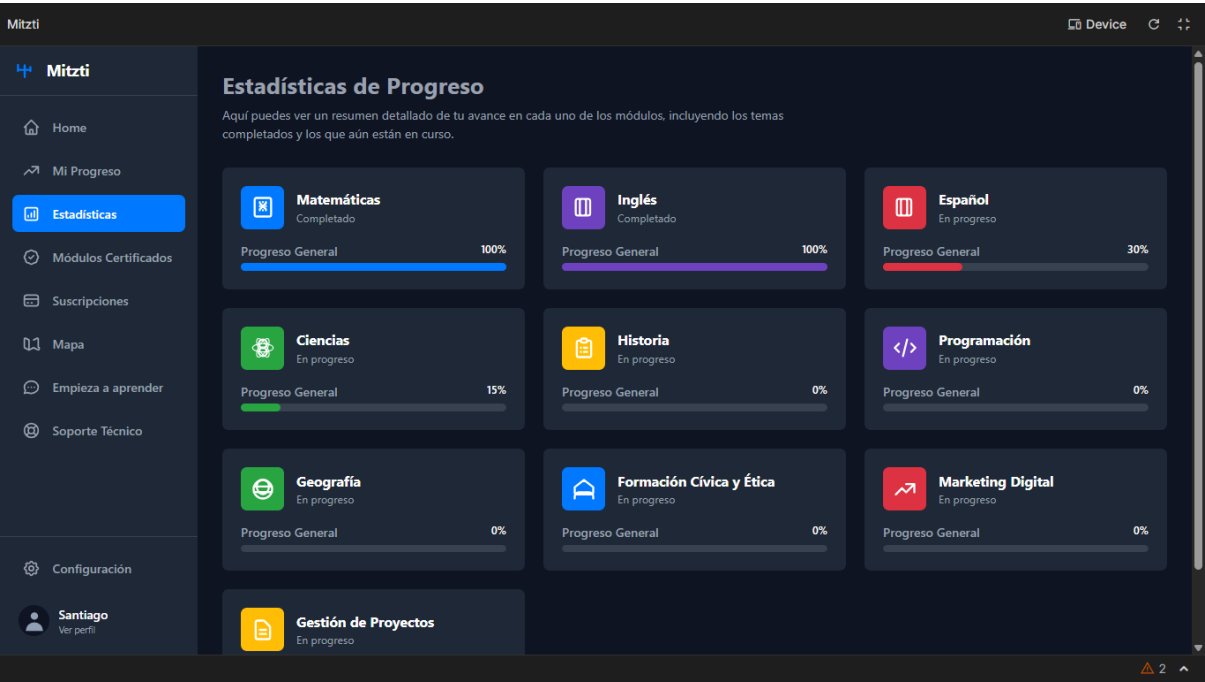 Mitzti
Device
Mitzti
Home
Mi Progreso
Estadísticas
Módulos Certificados
Suscripciones
Mapa
Empieza a aprender
Soporte Técnico
Configuración
Santiago
Ver perfil
Estadísticas de Progreso
Aquí puedes ver un resumen detallado de tu avance en cada uno de los módulos, incluyendo los temas
completados y los que aún están en curso.
Matemáticas
Completado
Progreso General 100%
Inglés
Completado
Progreso General 100%
Español
En progreso
Progreso General 30%
Ciencias
En progreso
Progreso General 15%
Historia
En progreso
Progreso General 0%
Programación
En progreso
Progreso General 0%
Geografía
En progreso
Progreso General 0%
Formación Cívica y Ética
En progreso
Progreso General 0%
Marketing Digital
En progreso
Progreso General 0%
Gestión de Proyectos
En progreso
2